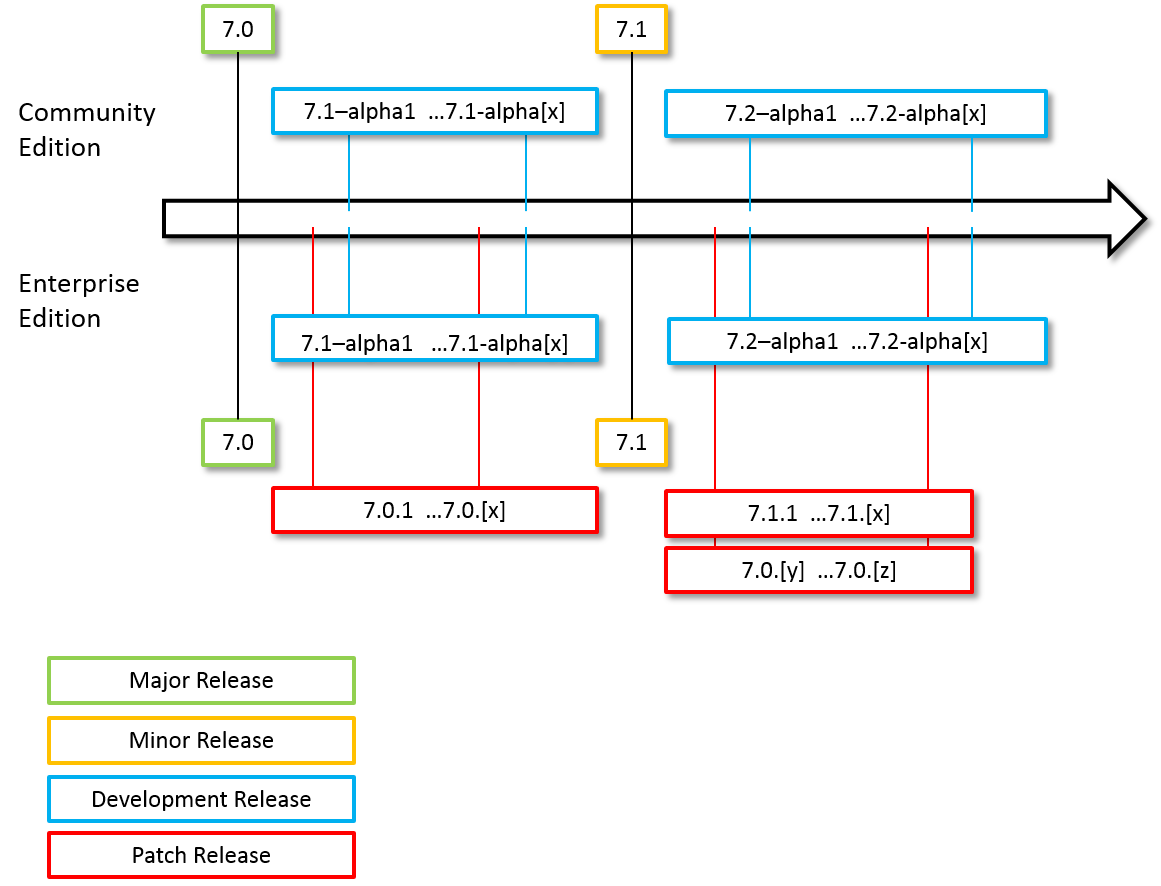 7.0
7.1
Community
Edition
7.1–alpha1 ...7.1-alpha[x]
7.2–alpha1 ...7.2-alpha[x]
Enterprise
Edition
7.1–alpha1 ...7.1-alpha[x]
7.2–alpha1 ...7.2-alpha[x]
7.0
7.1
7.0.1 ...7.0.[x]
7.1.1 ...7.1.[x]
7.0.[y] ...7.0.[z]
Major Release
Minor Release
Development Release
Patch Release